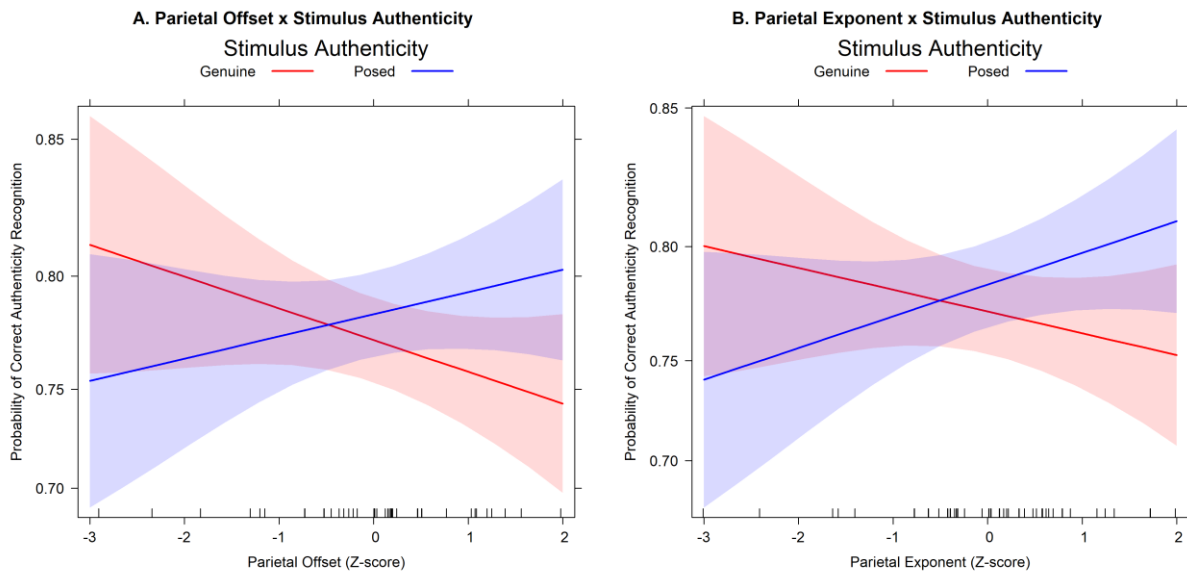 A. Parietal Offset x Stimulus Authenticity
Stimulus Authenticity
Genuine Posed
0.85
0.80
0.75
0.70
Probability of Correct Authenticity Recognition
-3 -2 -1 0 1 2
Parietal Offset (Z-score)
B. Parietal Exponent x Stimulus Authenticity
Stimulus Authenticity
Genuine Posed
0.85
0.80
0.75
0.70
Probability of Correct Authenticity Recognition
-3 -2 -1 0 1 2
Parietal Exponent (Z-score)